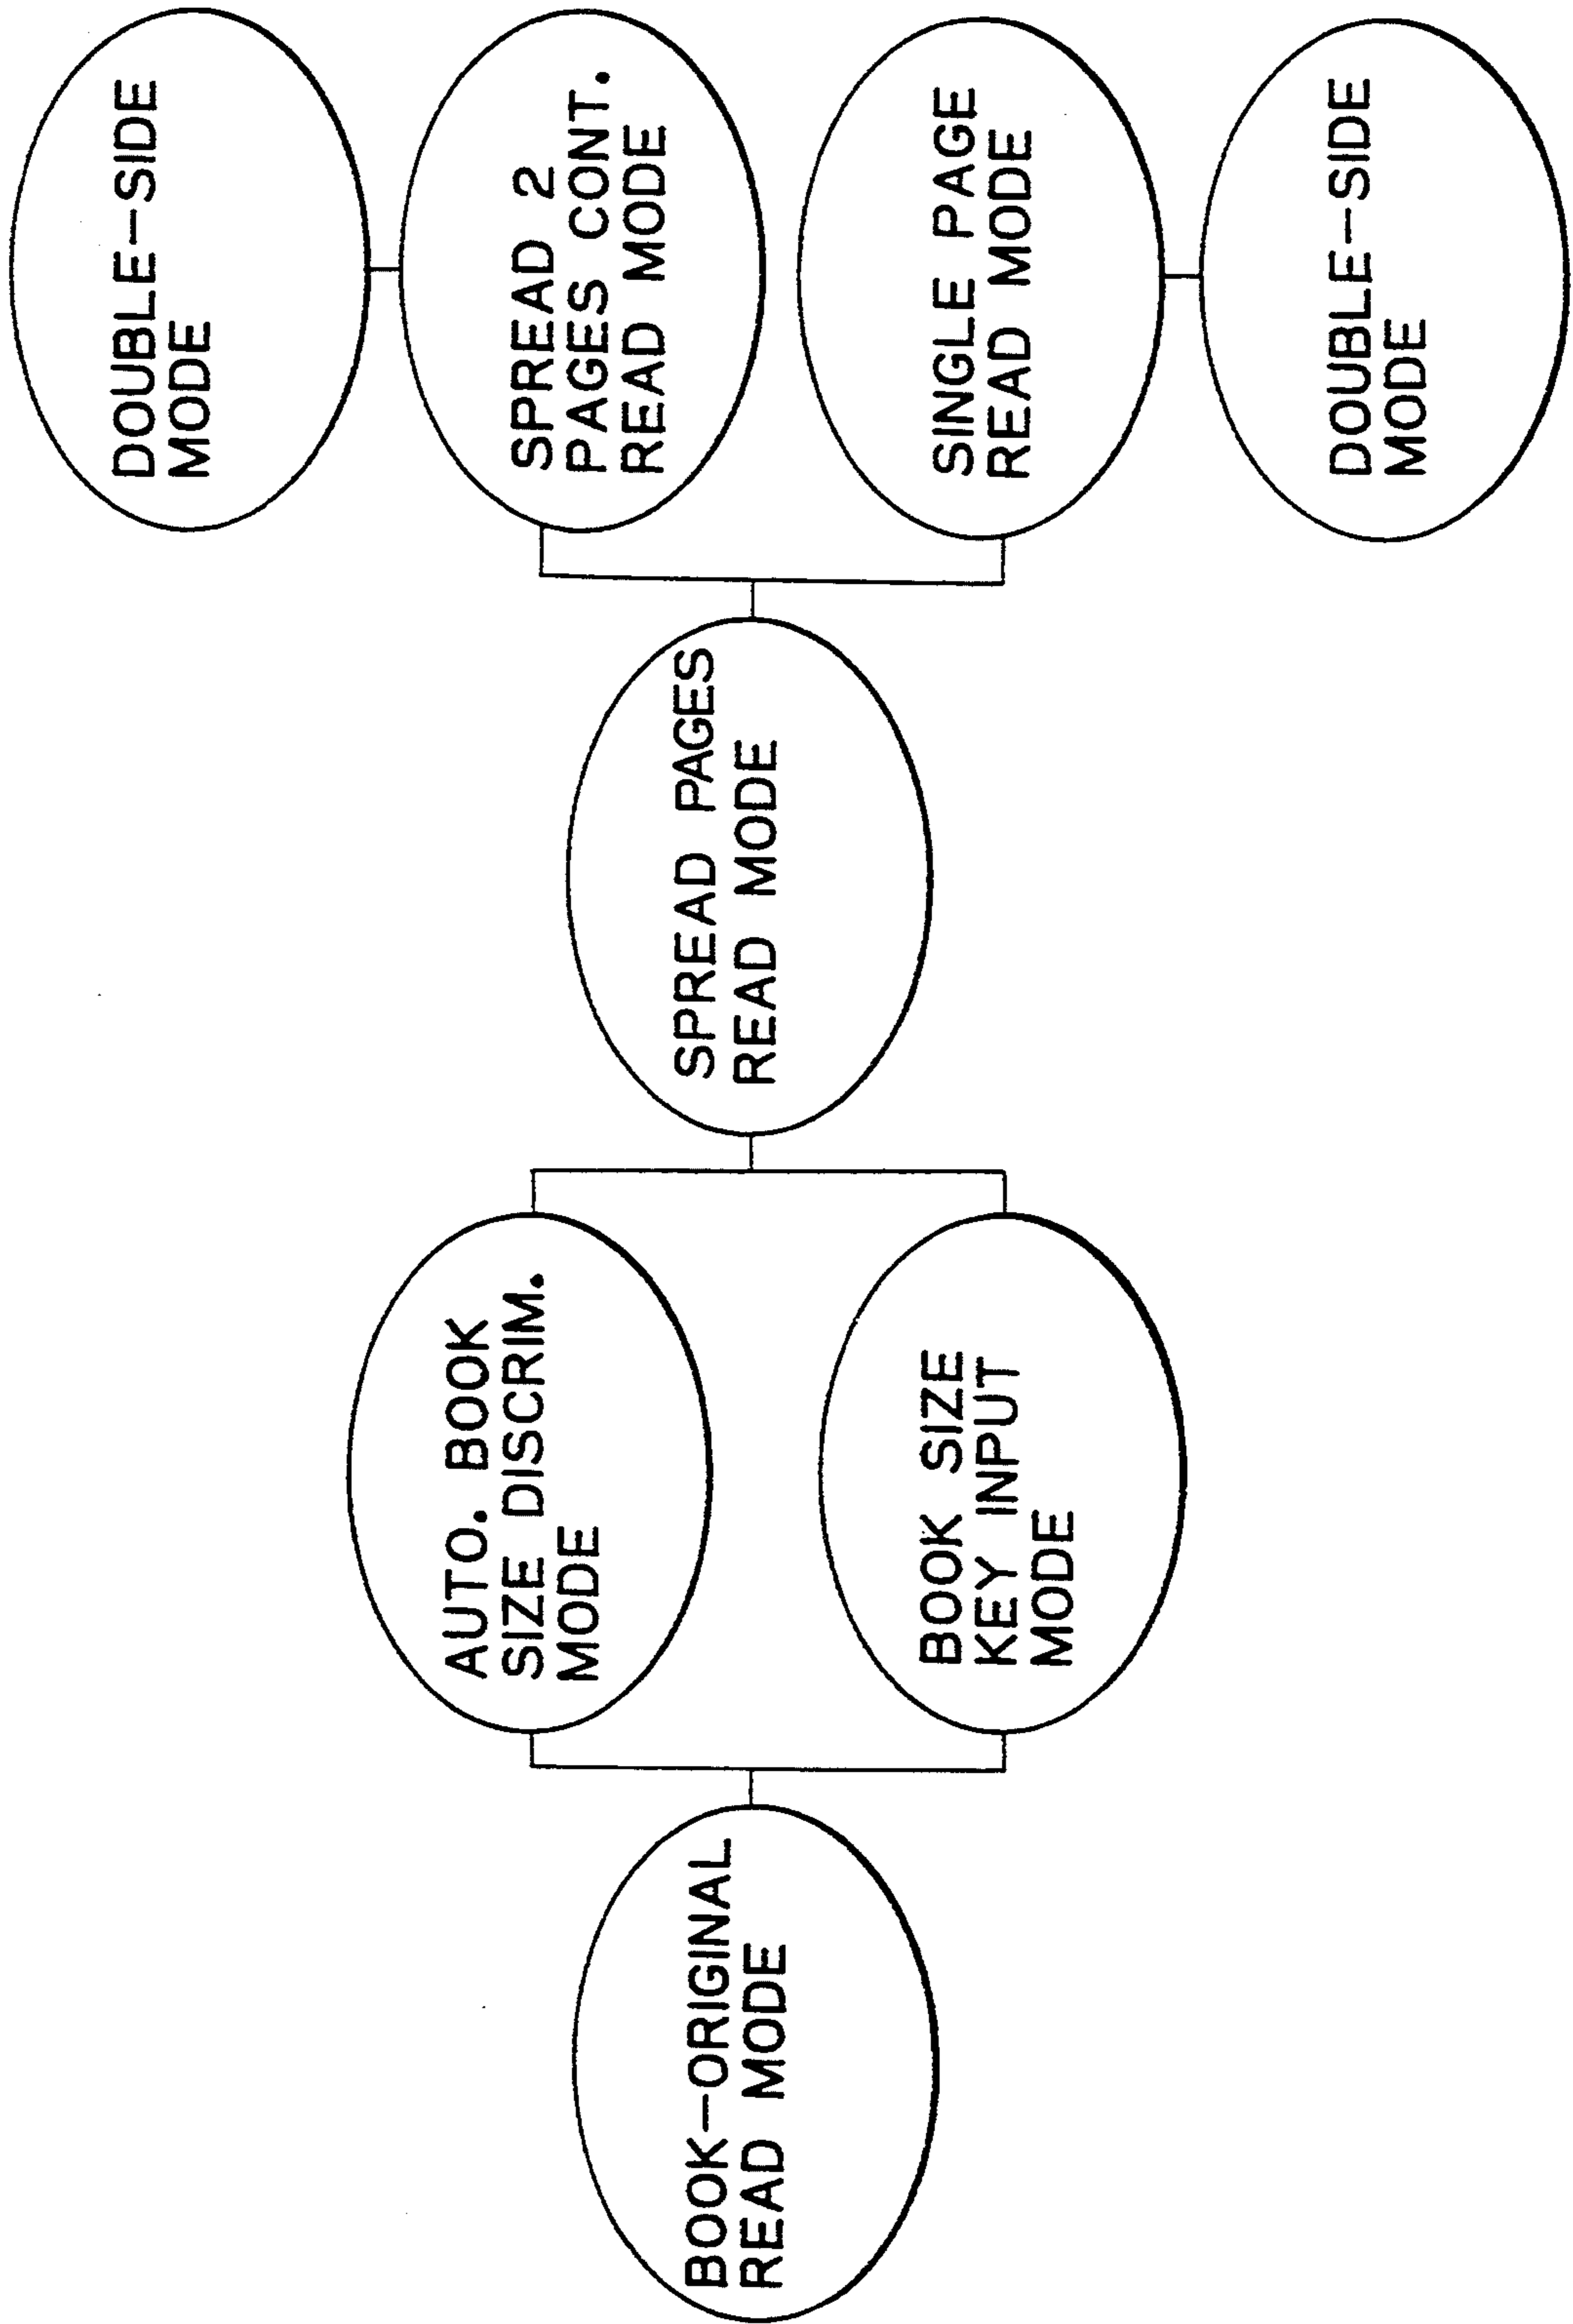 BOOK-ORIGINAL
READ MODE
AUTO. BOOK
SIZE DISCRIM.
MODE
BOOK SIZE
KEY INPUT
MODE
SPREAD PAGES
READ MODE
DOUBLE-SIDE
MODE
SPREAD 2
PAGES CONT.
READ MODE
SINGLE PAGE
READ MODE
DOUBLE-SIDE
MODE